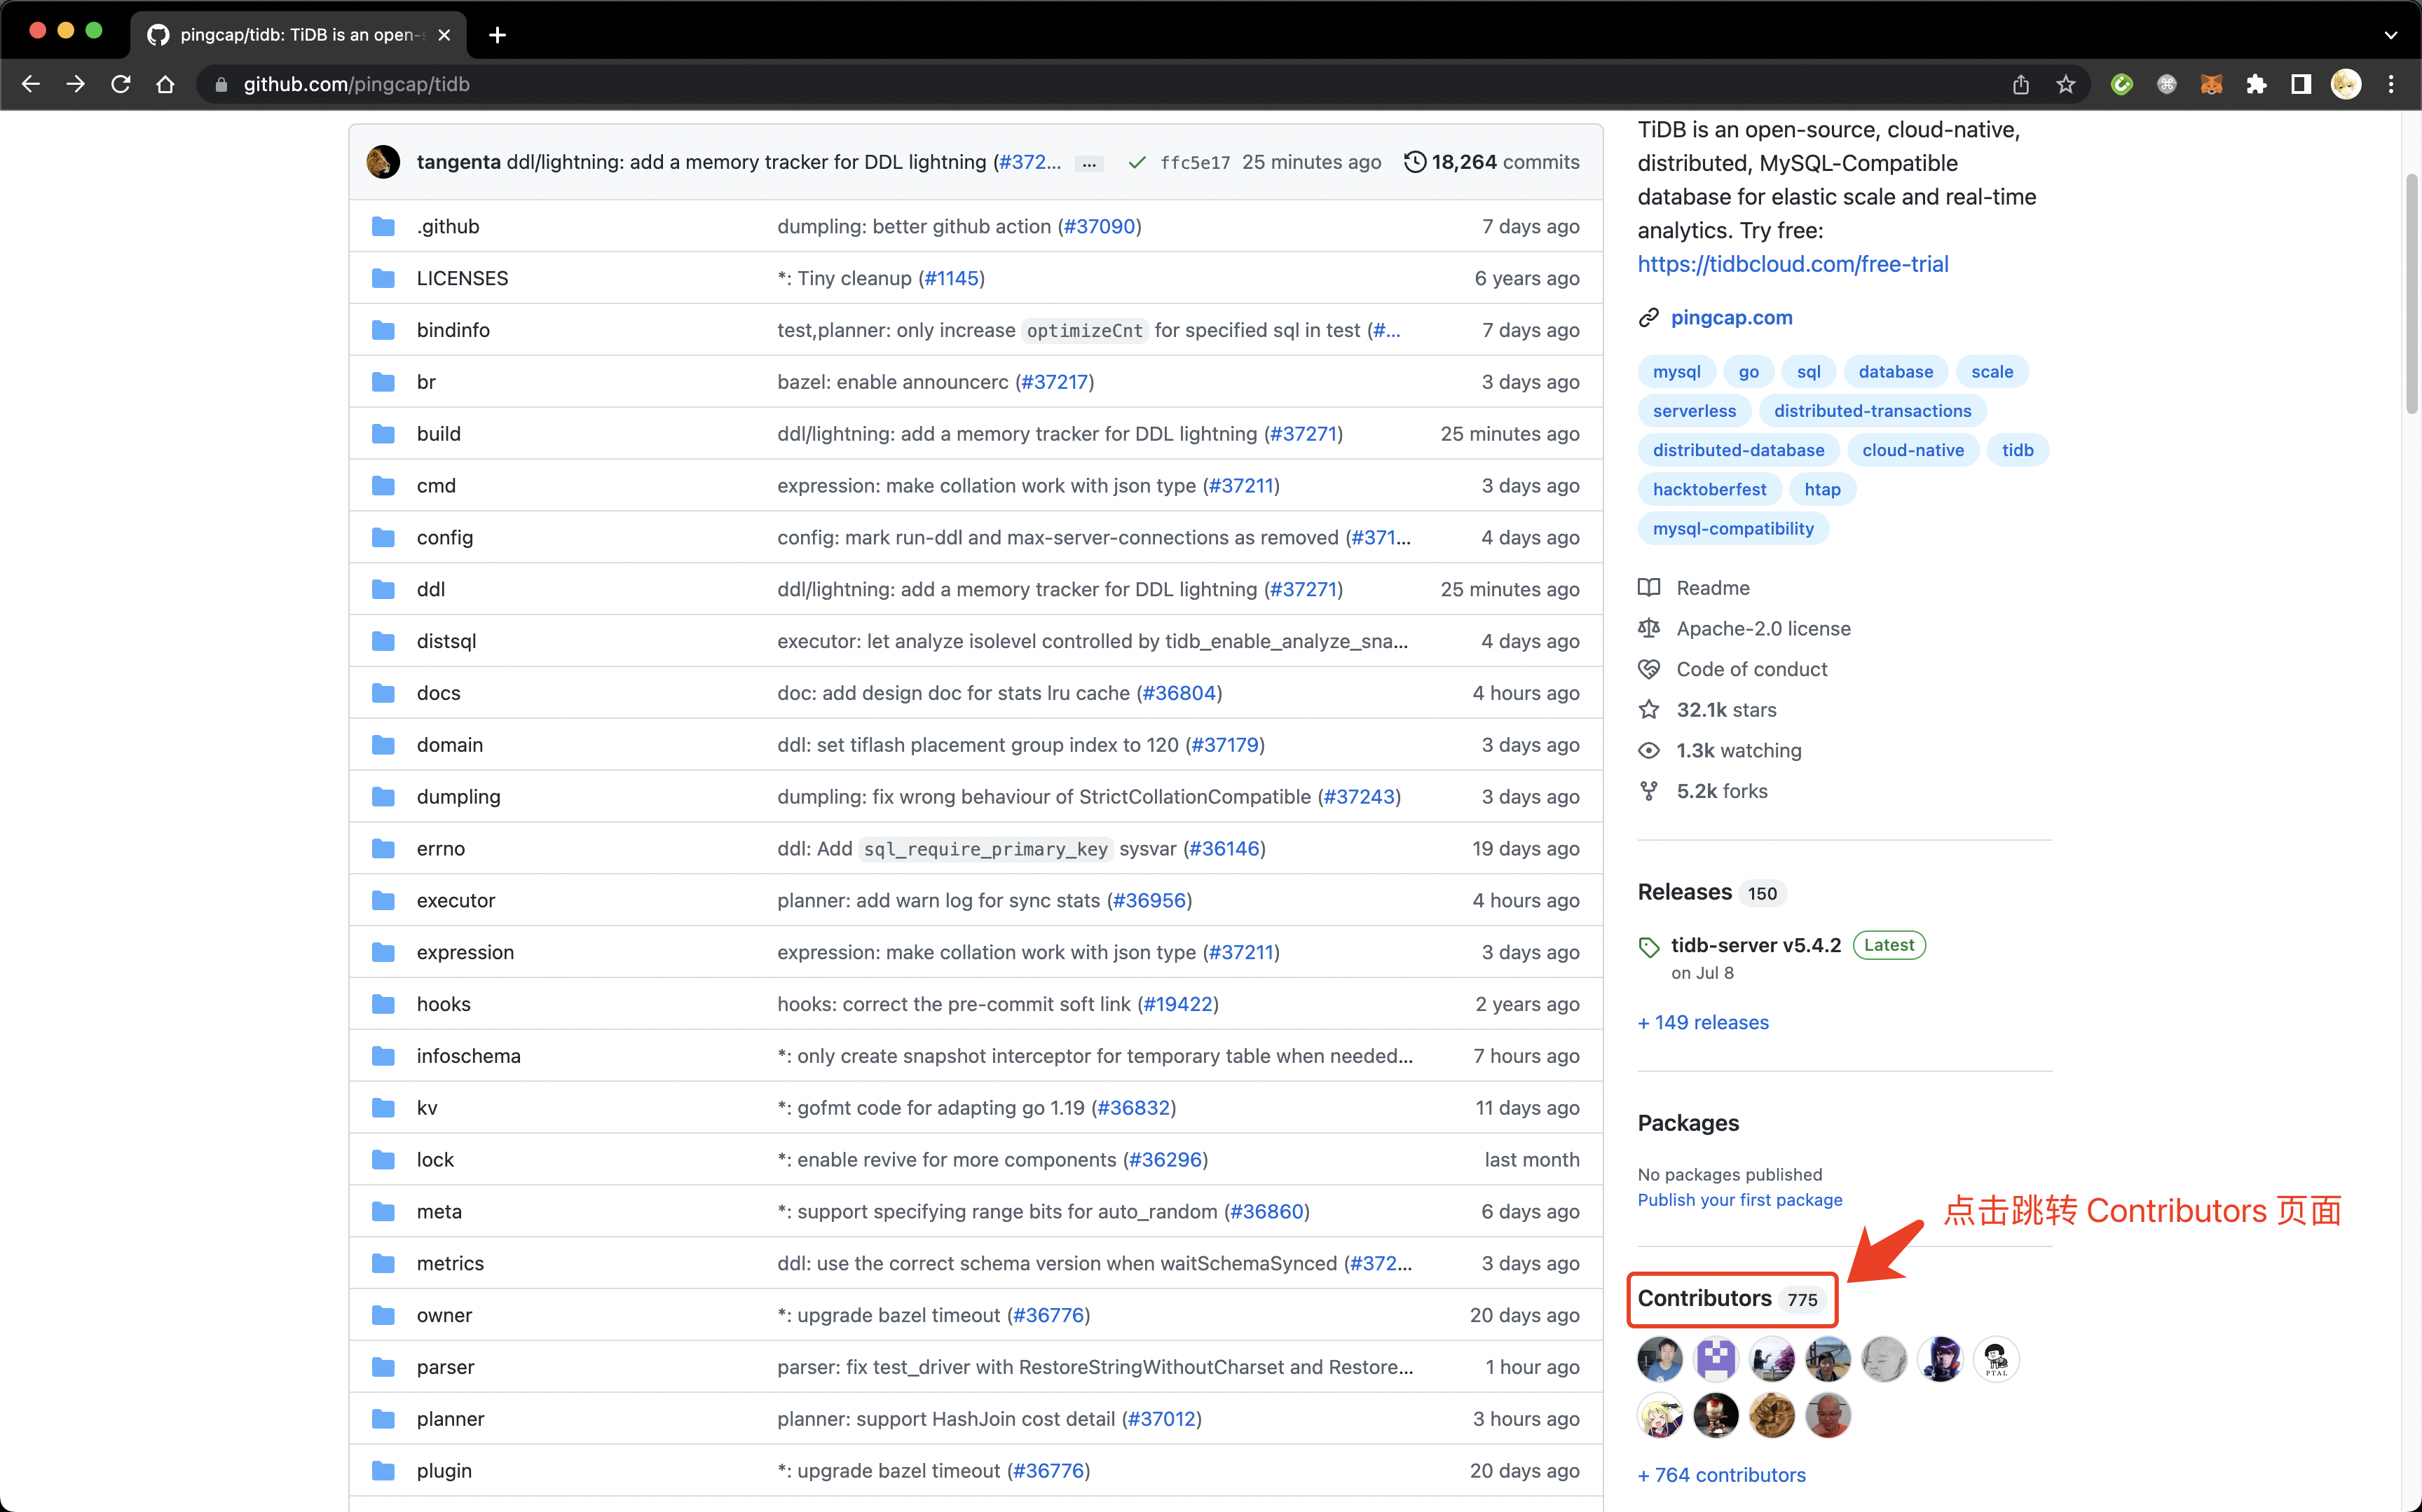 pingcap/tidb: TiDB is an open-s
github.com/pingcap/tidb
tangenta ddl/lightning: add a memory tracker for DDL lightning (#372... ... ffc5e17 25 minutes ago 18,264 commits
.github dumpling: better github action (#37090) 7 days ago
LICENSES *: Tiny cleanup (#1145) 6 years ago
bindinfo test,planner: only increase optimizeCnt for specified sql in test (#... 7 days ago
br bazel: enable announcerc (#37217) 3 days ago
build ddl/lightning: add a memory tracker for DDL lightning (#37271) 25 minutes ago
cmd expression: make collation work with json type (#37211) 3 days ago
config config: mark run-ddl and max-server-connections as removed (#371... 4 days ago
ddl ddl/lightning: add a memory tracker for DDL lightning (#37271) 25 minutes ago
distsql executor: let analyze isolevel controlled by tidb_enable_analyze_sna... 4 days ago
docs doc: add design doc for stats lru cache (#36804) 4 hours ago
domain ddl: set tiflash placement group index to 120 (#37179) 3 days ago
dumpling dumpling: fix wrong behaviour of StrictCollationCompatible (#37243) 3 days ago
errno ddl: Add sql_require_primary_key sysvar (#36146) 19 days ago
executor planner: add warn log for sync stats (#36956) 4 hours ago
expression expression: make collation work with json type (#37211) 3 days ago
hooks hooks: correct the pre-commit soft link (#19422) 2 years ago
infoschema *: only create snapshot interceptor for temporary table when needed... 7 hours ago
kv *: gofmt code for adapting go 1.19 (#36832) 11 days ago
lock *: enable revive for more components (#36296) last month
meta *: support specifying range bits for auto_random (#36860) 6 days ago
metrics ddl: use the correct schema version when waitSchemaSynced (#372... 3 days ago
owner *: upgrade bazel timeout (#36776) 20 days ago
parser parser: fix test_driver with RestoreStringWithoutCharset and Restore... 1 hour ago
planner planner: support HashJoin cost detail (#37012) 3 hours ago
plugin *: upgrade bazel timeout (#36776) 20 days ago
TiDB is an open-source, cloud-native,
distributed, MySQL-Compatible
database for elastic scale and real-time
analytics. Try free:
https://tidbcloud.com/free-trial
pingcap.com
mysql go sql database scale
serverless distributed-transactions
distributed-database cloud-native tidb
hacktoberfest htap
mysql-compatibility
Readme
Apache-2.0 license
Code of conduct
32.1k stars
1.3k watching
5.2k forks
Releases 150
tidb-server v5.4.2 Latest
on Jul 8
+ 149 releases
Packages
No packages published
Publish your first package
点击跳转 Contributors 页面
Contributors 775
PTAL
+ 764 contributors